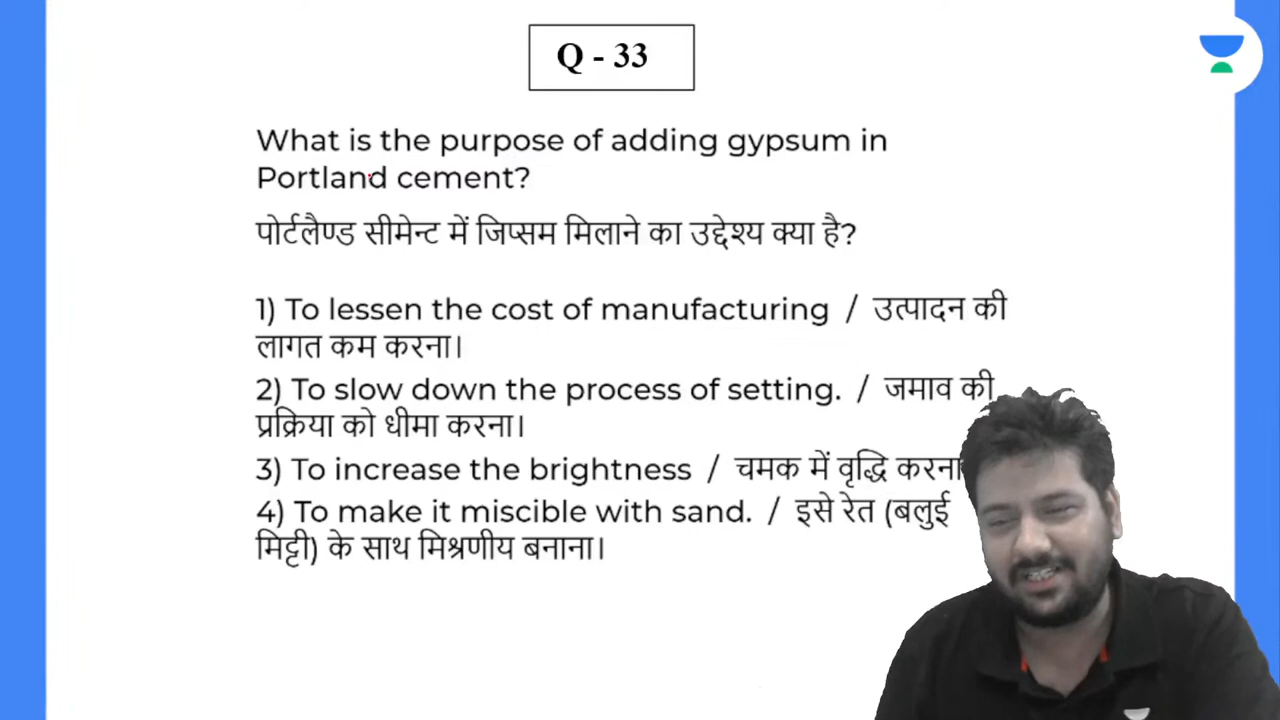 Q - 33
What is the purpose of adding gypsum in
Portland cement?
पोर्टलैण्ड सीमेन्ट में जिप्सम मिलाने का उद्देश्य क्या है?
1) To lessen the cost of manufacturing / उत्पादन की
लागत कम करना।
2) To slow down the process of setting. / जमाव की
प्रक्रिया को धीमा करना।
3) To increase the brightness / चमक में वृद्धि करना
4) To make it miscible with sand. / इसे रेत (बलुई
मिट्टी) के साथ मिश्रणीय बनाना।